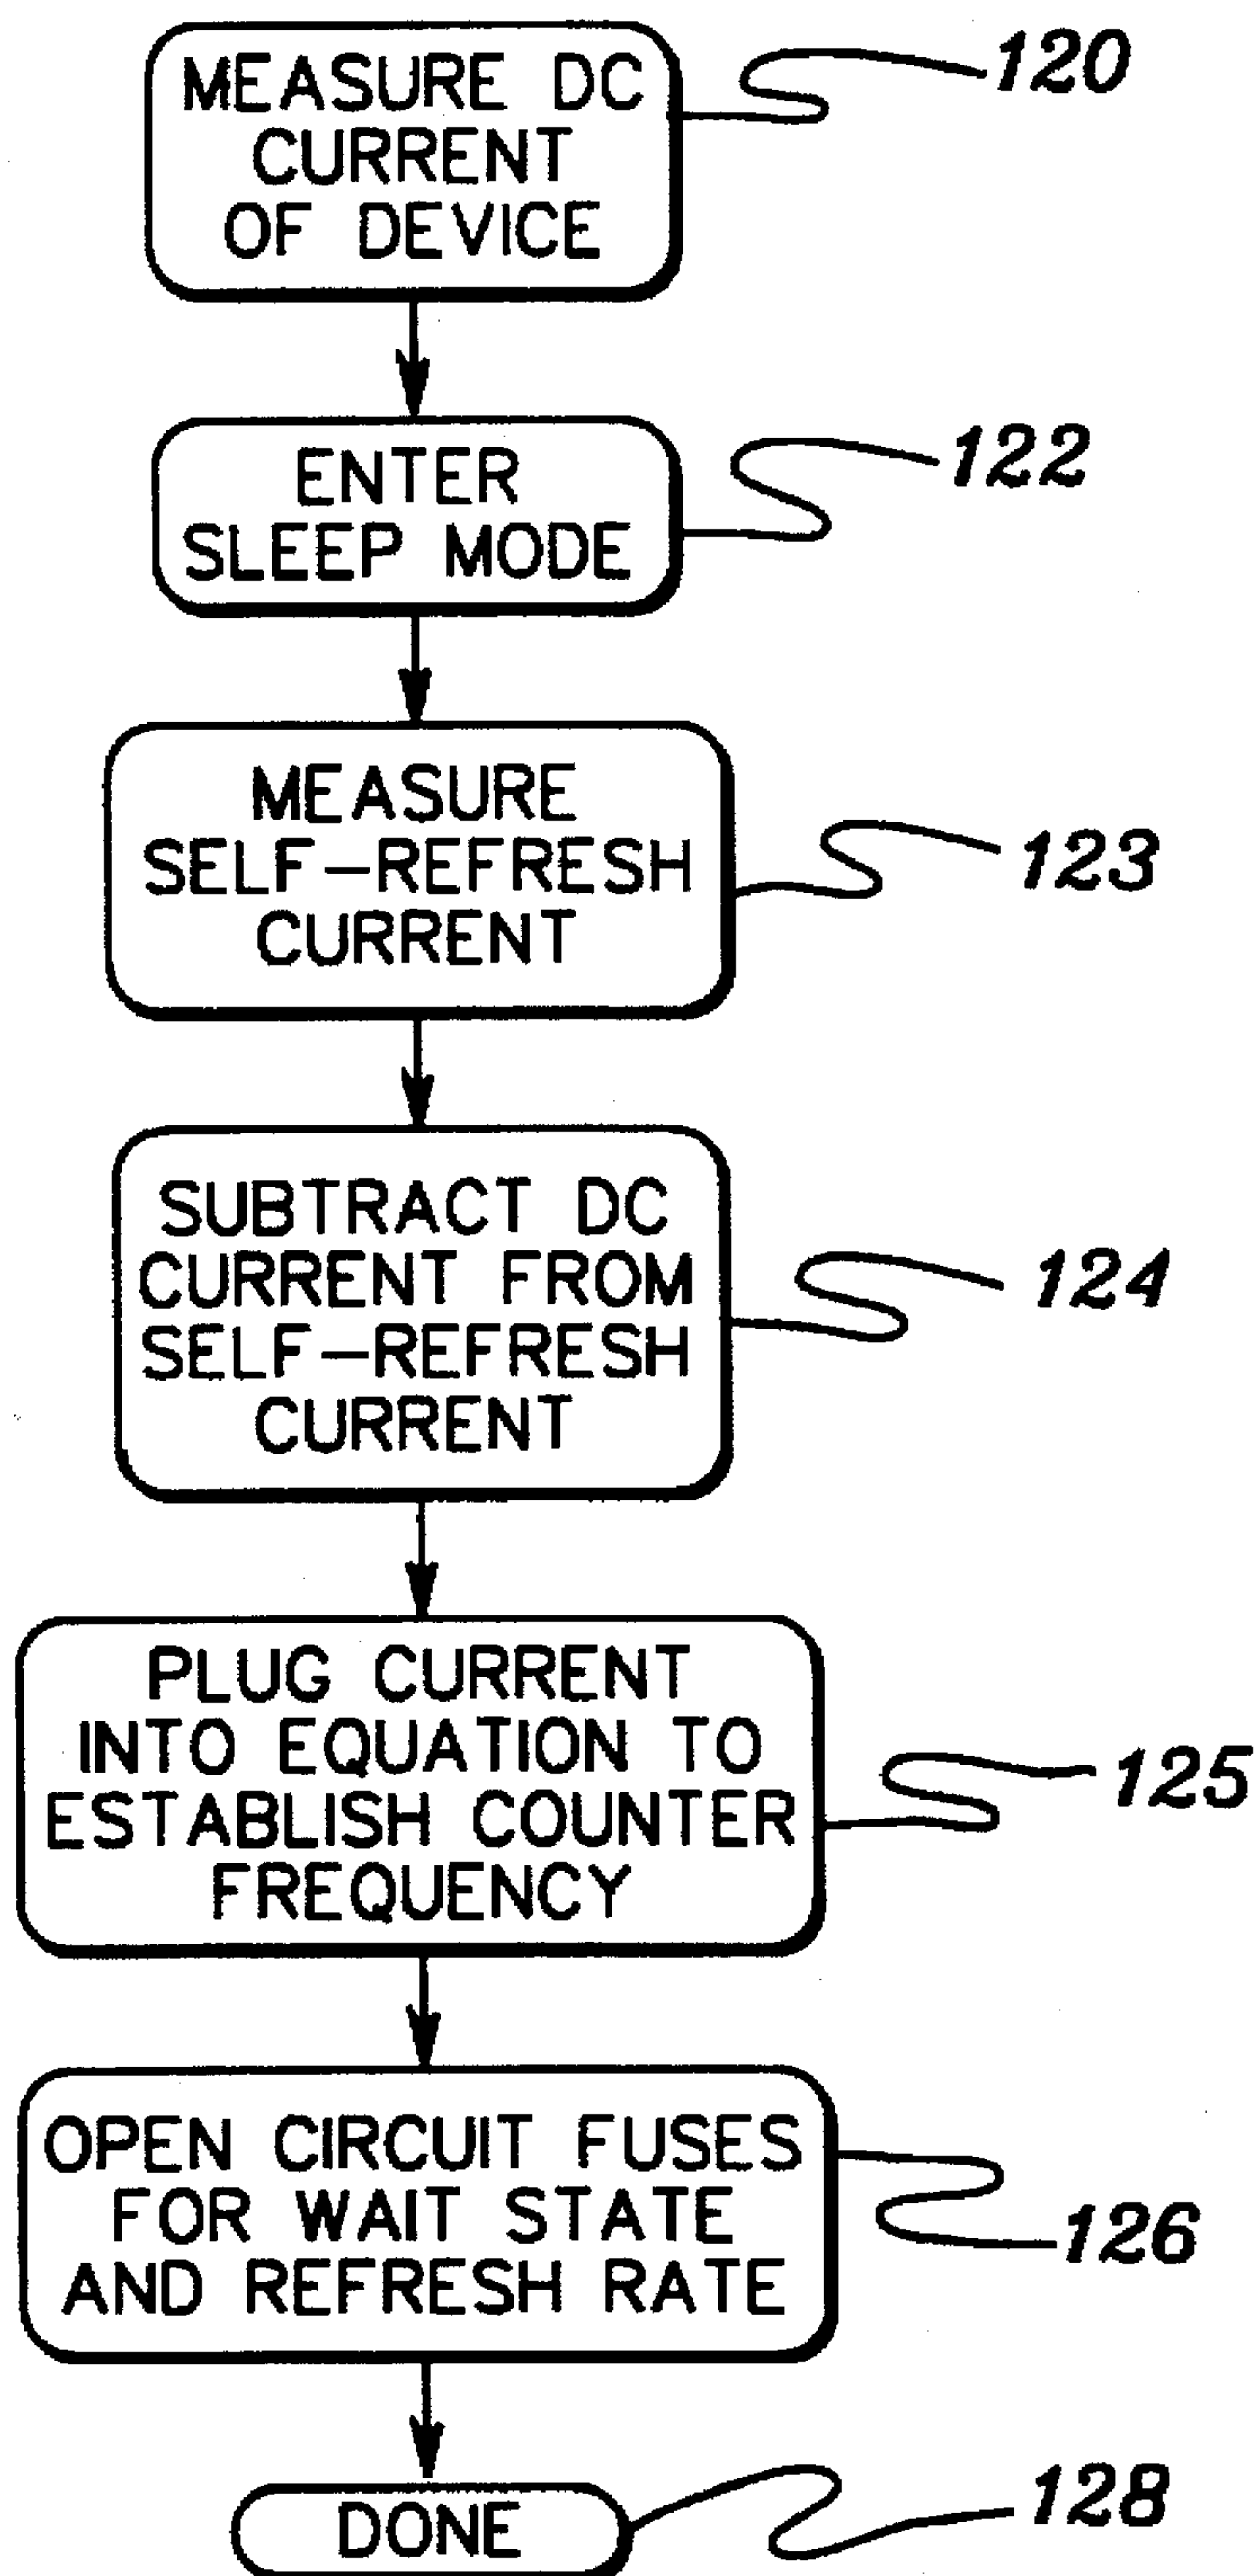 MEASURE DC
CURRENT
OF DEVICE
120
ENTER
SLEEP MODE
122
MEASURE
SELF-REFRESH
CURRENT
123
SUBTRACT DC
CURRENT FROM
SELF-REFRESH
CURRENT
124
PLUG CURRENT
INTO EQUATION TO
ESTABLISH COUNTER
FREQUENCY
125
OPEN CIRCUIT FUSES
FOR WAIT STATE
AND REFRESH RATE
126
DONE
128